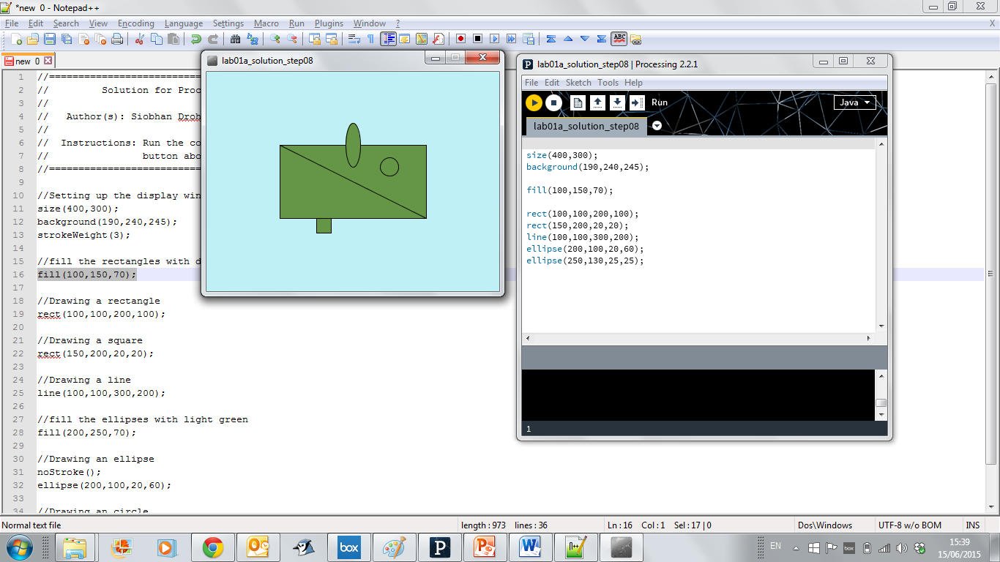 *new  0 - Notepad++
File Edit Search View Encoding Language Settings Macro Run Plugins Window ?
X
new  0
1 //============================
2 //         Solution for Proc
3 //
4 //   Author(s): Siobhan Droh
5 //
6 //  Instructions: Run the co
7 //                button abo
8 //============================
9
10 //Setting up the display win
11 size(400,300);
12 background(190,240,245);
13 strokeWeight(3);
14
15 //fill the rectangles with d
16 fill(100,150,70);
17
18 //Drawing a rectangle
19 rect(100,100,200,100);
20
21 //Drawing a square
22 rect(150,200,20,20);
23
24 //Drawing a line
25 line(100,100,300,200);
26
27 //fill the ellipses with light green
28 fill(200,250,70);
29
30 //Drawing an ellipse
31 noStroke();
32 ellipse(200,100,20,60);
33
34 //Drawing an circle
lab01a_solution_step08
lab01a_solution_step08 | Processing 2.2.1
File Edit Sketch Tools Help
Run
Java
lab01a_solution_step08
size(400,300);
background(190,240,245);
fill(100,150,70);
rect(100,100,200,100);
rect(150,200,20,20);
line(100,100,300,200);
ellipse(200,100,20,60);
ellipse(250,130,25,25);
1
Normal text file
length : 973    lines : 36
Ln : 16    Col : 1    Sel : 17 | 0
Dos\Windows
UTF-8 w/o BOM
INS
box
EN
box
15:39
15/06/2015